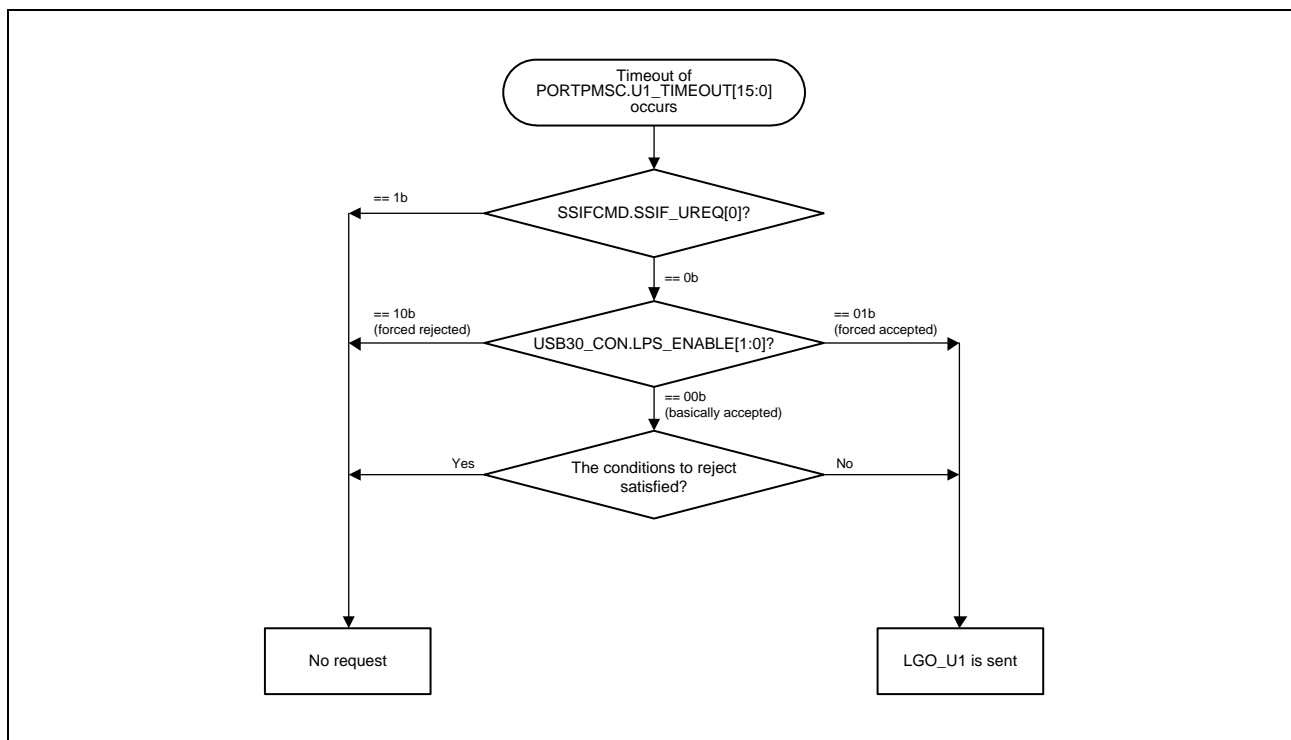 Timeout of
PORTPMSC.U1_TIMEOUT[15:0]
occurs
== 1b
SSIFCMD.SSIF_UREQ[0]?
== 0b
== 10b
(forced rejected)
== 01b
(forced accepted)
USB30_CON.LPS_ENABLE[1:0]?
== 00b
(basically accepted)
Yes
The conditions to reject
satisfied?
No
No request
LGO_U1 is sent